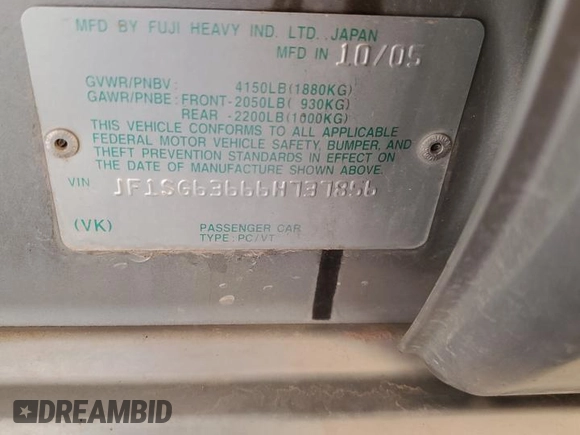 MFD BY FUJI HEAVY IND. LTD. JAPAN
MFD IN 10/05
GVWR/PNBV: 4150LB(1880KG)
GAWR/PNBE: FRONT-2050LB( 930KG)
REAR -2200LB(1000KG)
THIS VEHICLE CONFORMS TO ALL APPLICABLE
FEDERAL MOTOR VEHICLE SAFETY, BUMPER, AND
THEFT PREVENTION STANDARDS IN EFFECT ON
THE DATE OF MANUFACTURE SHOWN ABOVE.
VIN JF1SG63666H737856
(VK) PASSENGER CAR
TYPE: PC/VT
DREAMBID